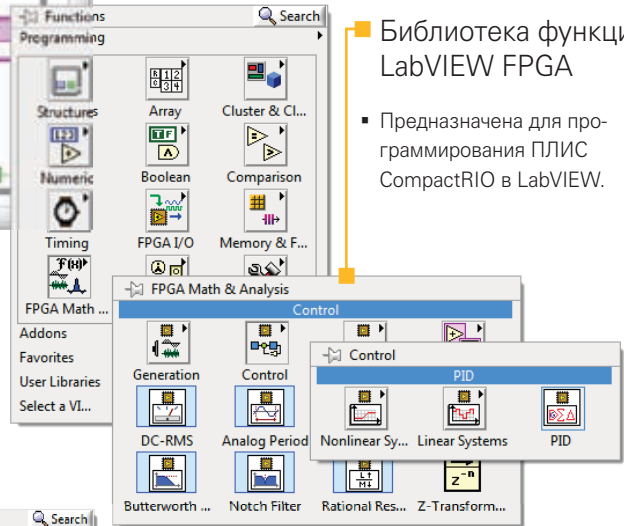 Functions
Search
Programming
Structures
Array
Cluster & Cl...
Numeric
Boolean
Comparison
Timing
FPGA I/O
Memory & F...
FPGA Math ...
Addons
Favorites
User Libraries
Select a VI...
FPGA Math & Analysis
Control
Generation
Control
DC-RMS
Analog Period
Butterworth ...
Notch Filter
Rational Res...
Z-Transform...
Control
PID
Nonlinear Sy...
Linear Systems
PID
Search
Библиотека функци
LabVIEW FPGA
Предназначена для про-
граммирования ПЛИС
CompactRIO в LabVIEW.